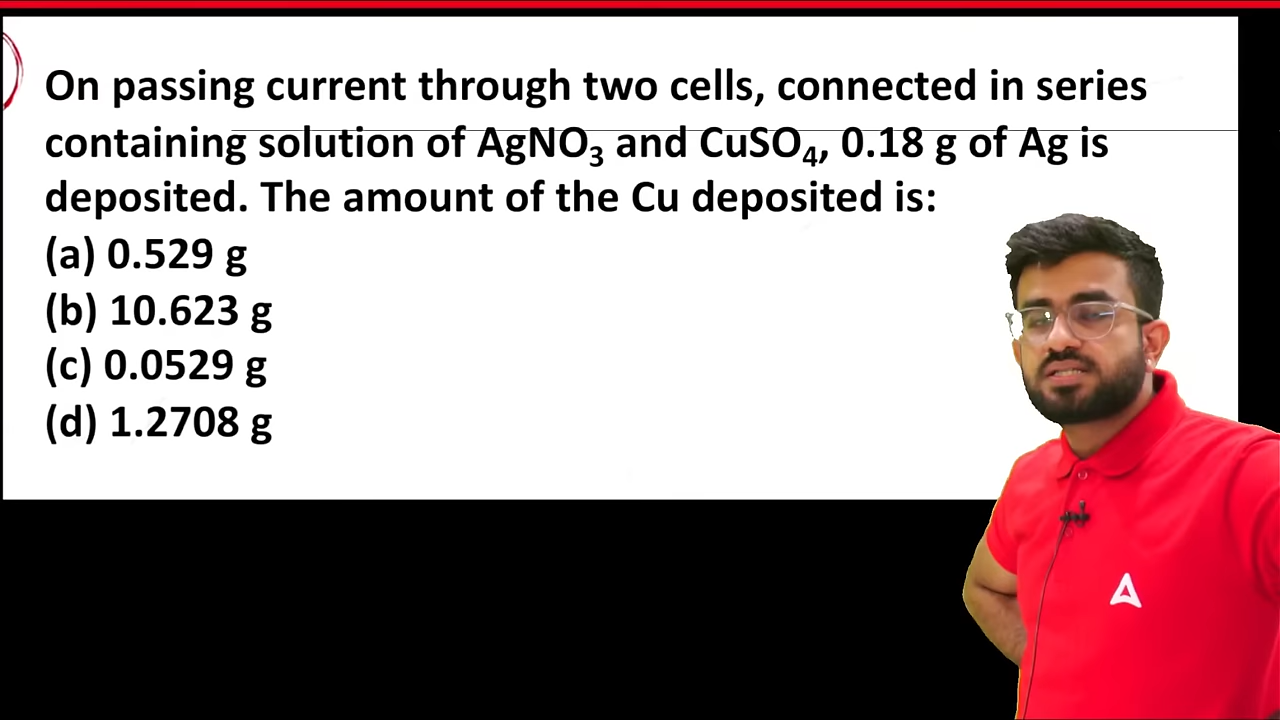 On passing current through two cells, connected in series
containing solution of AgNO₃ and CuSO₄, 0.18 g of Ag is
deposited. The amount of the Cu deposited is:
(a) 0.529 g
(b) 10.623 g
(c) 0.0529 g
(d) 1.2708 g